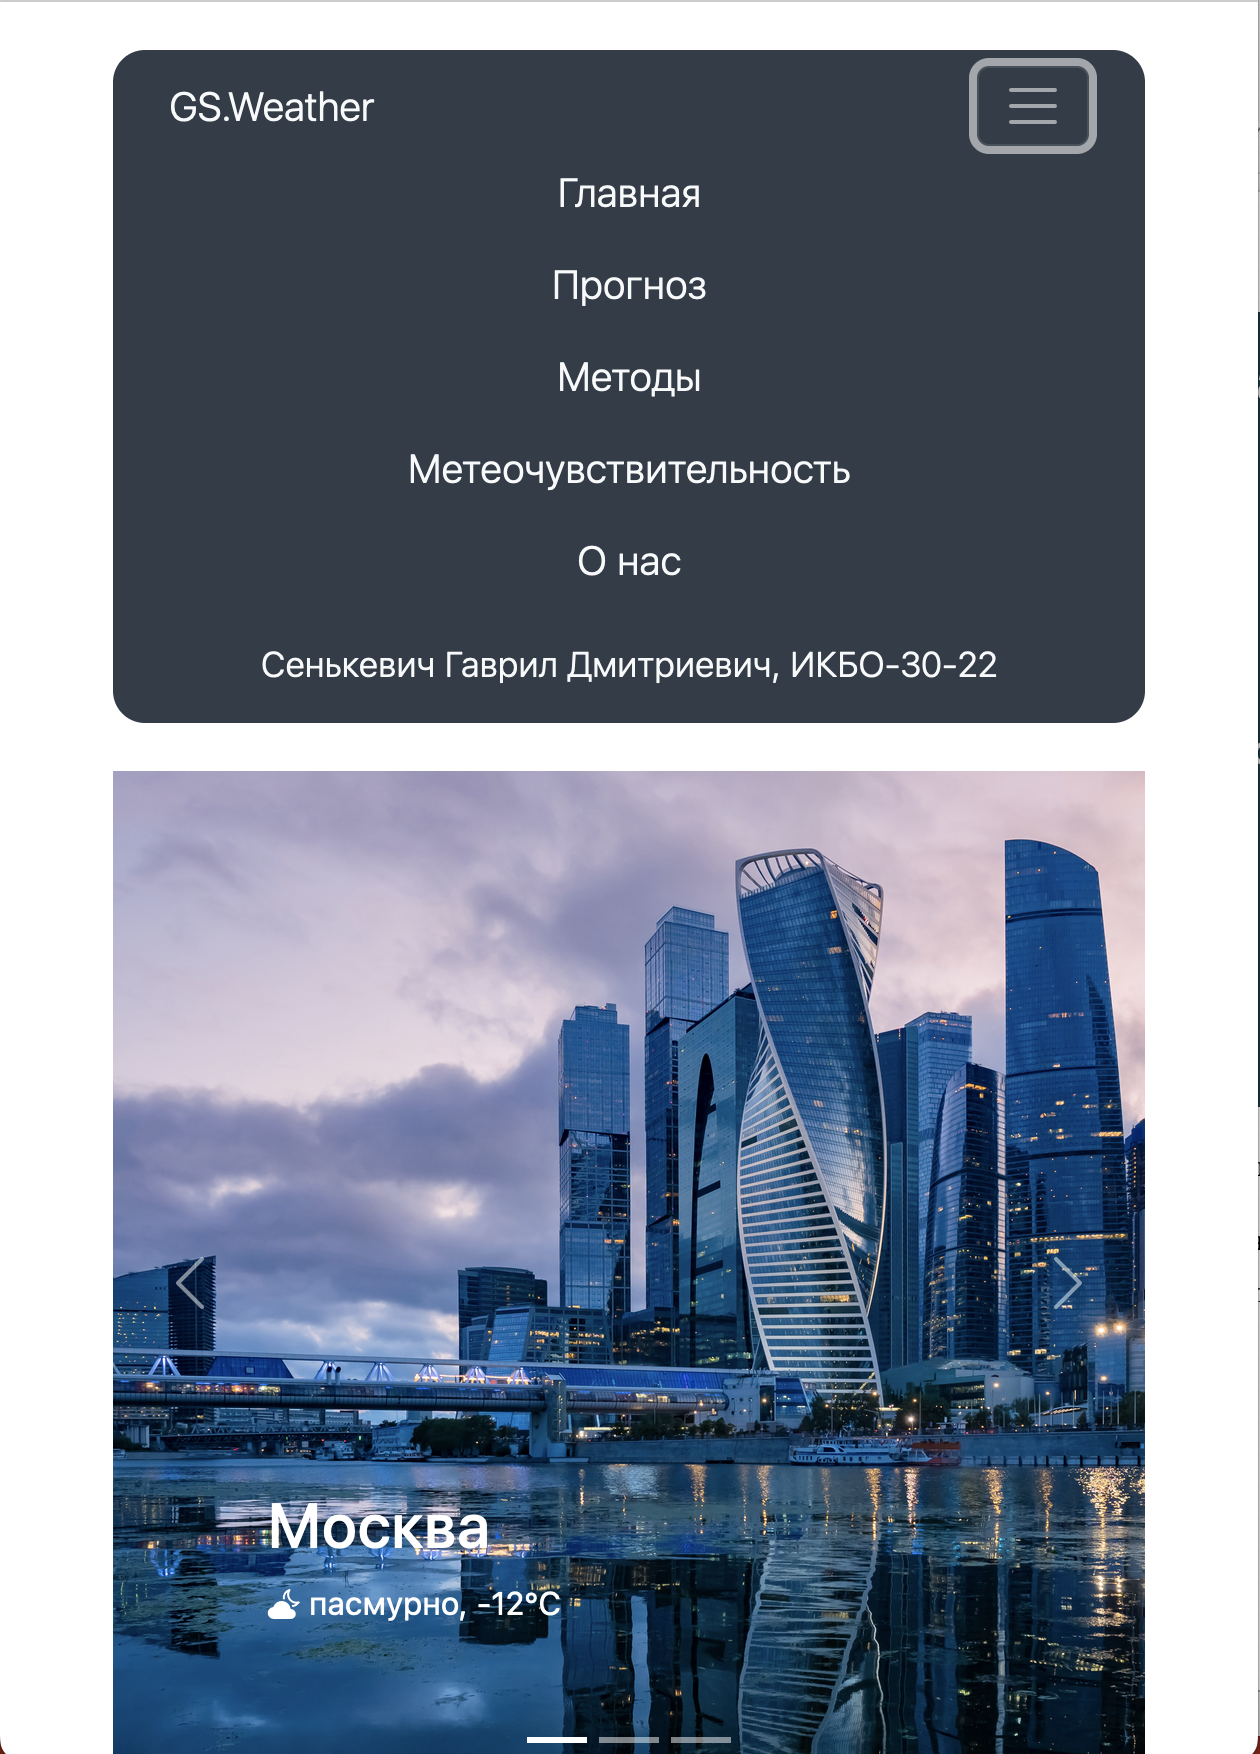 GS.Weather
Главная
Прогноз
Методы
Метеочувствительность
О нас
Сенькевич Гаврил Дмитриевич, ИКБО-30-22
Москва
пасмурно, -12°C